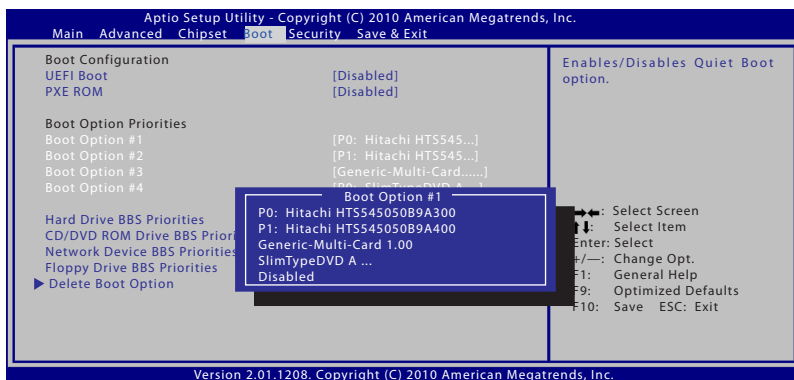 Aptio Setup Utility - Copyright (C) 2010 American Megatrends, Inc.
Main Advanced Chipset Boot Security Save & Exit
Boot Configuration
UEFI Boot [Disabled]
PXE ROM [Disabled]
Boot Option Priorities
Boot Option #1 [P0: Hitachi HTS545...]
Boot Option #2 [P1: Hitachi HTS545...]
Boot Option #3 [Generic-Multi-Card......]
Boot Option #4
Hard Drive BBS Priorities
CD/DVD ROM Drive BBS Priori
Network Device BBS Priorities
Floppy Drive BBS Priorities
Delete Boot Option
Boot Option #1
P0: Hitachi HTS545050B9A300
P1: Hitachi HTS545050B9A400
Generic-Multi-Card 1.00
SlimTypeDVD A ...
Disabled
Enables/Disables Quiet Boot
option.
→←: Select Screen
↑↓: Select Item
Enter: Select
+/—: Change Opt.
F1: General Help
F9: Optimized Defaults
F10: Save ESC: Exit
Version 2.01.1208. Copyright (C) 2010 American Megatrends, Inc.